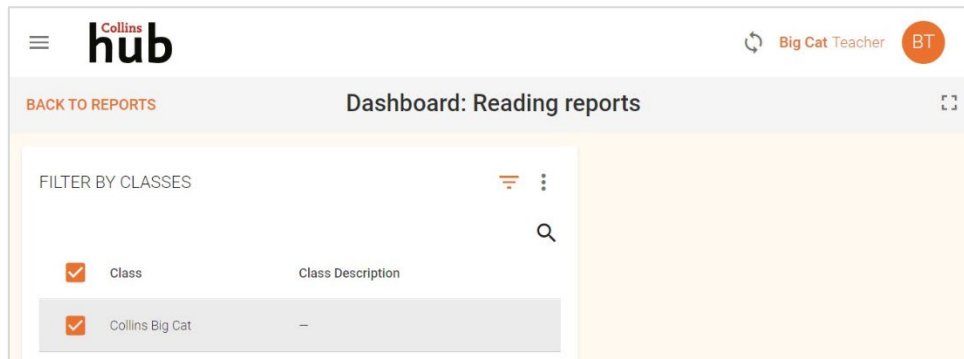 Collins
hub
Big Cat Teacher
BT
BACK TO REPORTS
Dashboard: Reading reports
FILTER BY CLASSES
Class Class Description
Collins Big Cat –